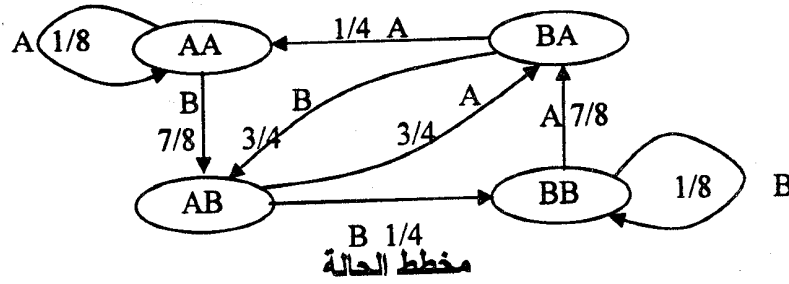 1/4 A
A 1/8 AA BA
B B A
7/8 3/4 3/4 A 7/8
AB BB 1/8 B
B 1/4
مخطط الحالة